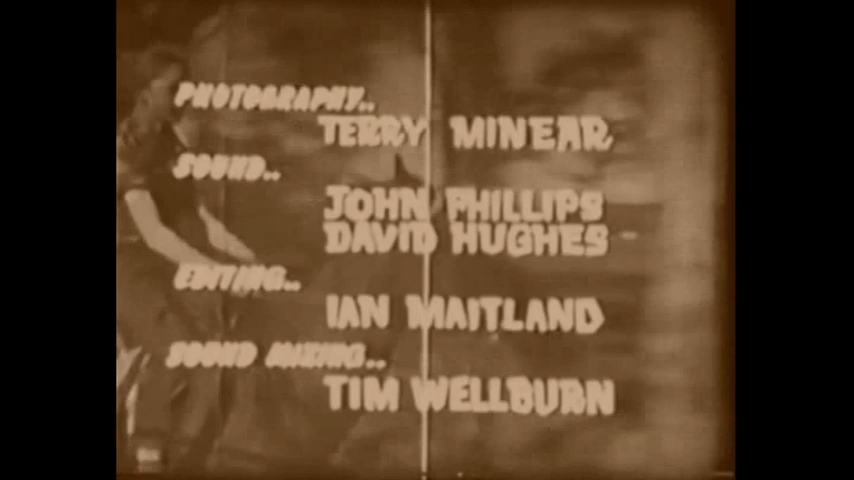 PHOTOGRAPHY..
TERRY MINEAR
SOUND..
JOHN PHILLIPS
DAVID HUGHES
EDITING..
IAN MAITLAND
SOUND MIXING..
TIM WELLBURN